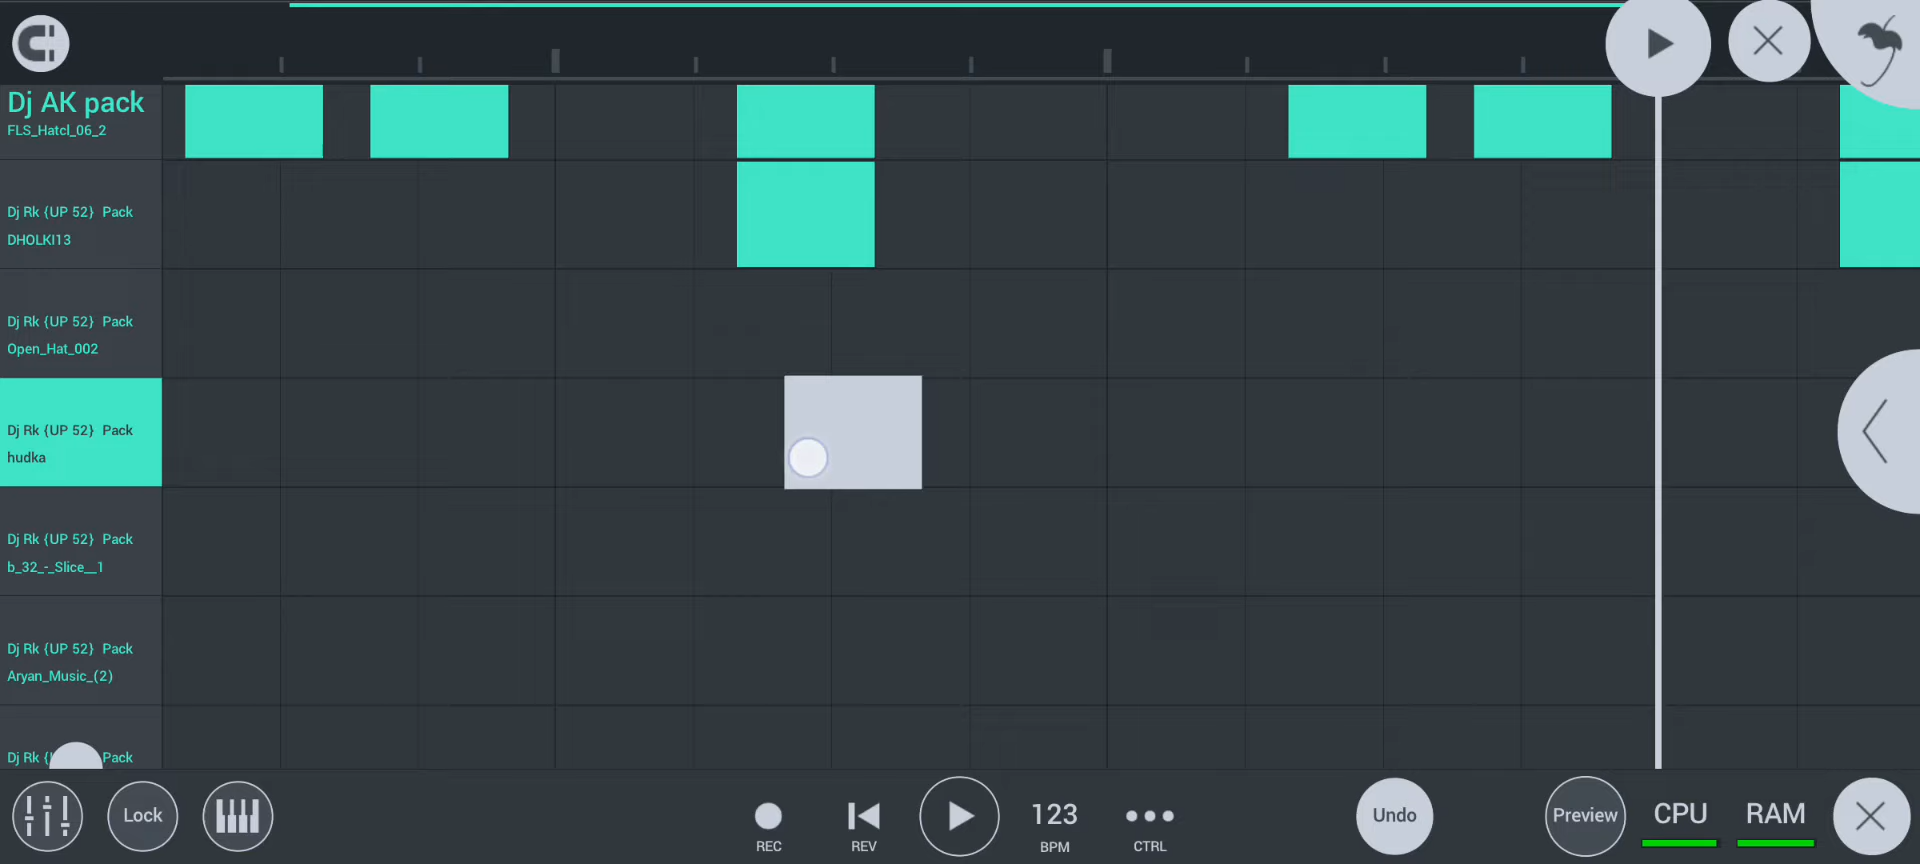 Dj AK pack
FLS_Hatcl_06_2
Dj Rk {UP 52} Pack
DHOLKI13
Dj Rk {UP 52} Pack
Open_Hat_002
Dj Rk {UP 52} Pack
hudka
Dj Rk {UP 52} Pack
b_32_-_Slice__1
Dj Rk {UP 52} Pack
Aryan_Music_(2)
Dj Rk Pack
Lock
REC
REV
123
BPM
CTRL
Undo
Preview
CPU
RAM